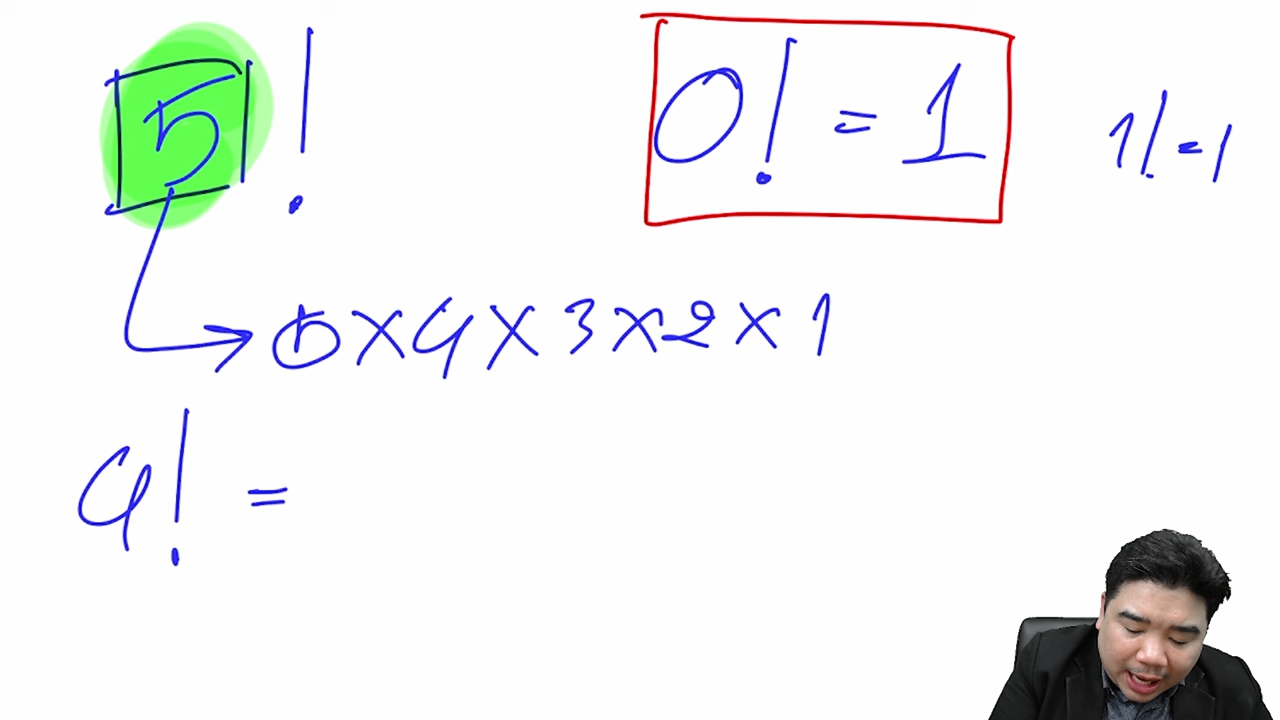 5!
0! = 1
1! = 1
5 × 4 × 3 × 2 × 1
4! =